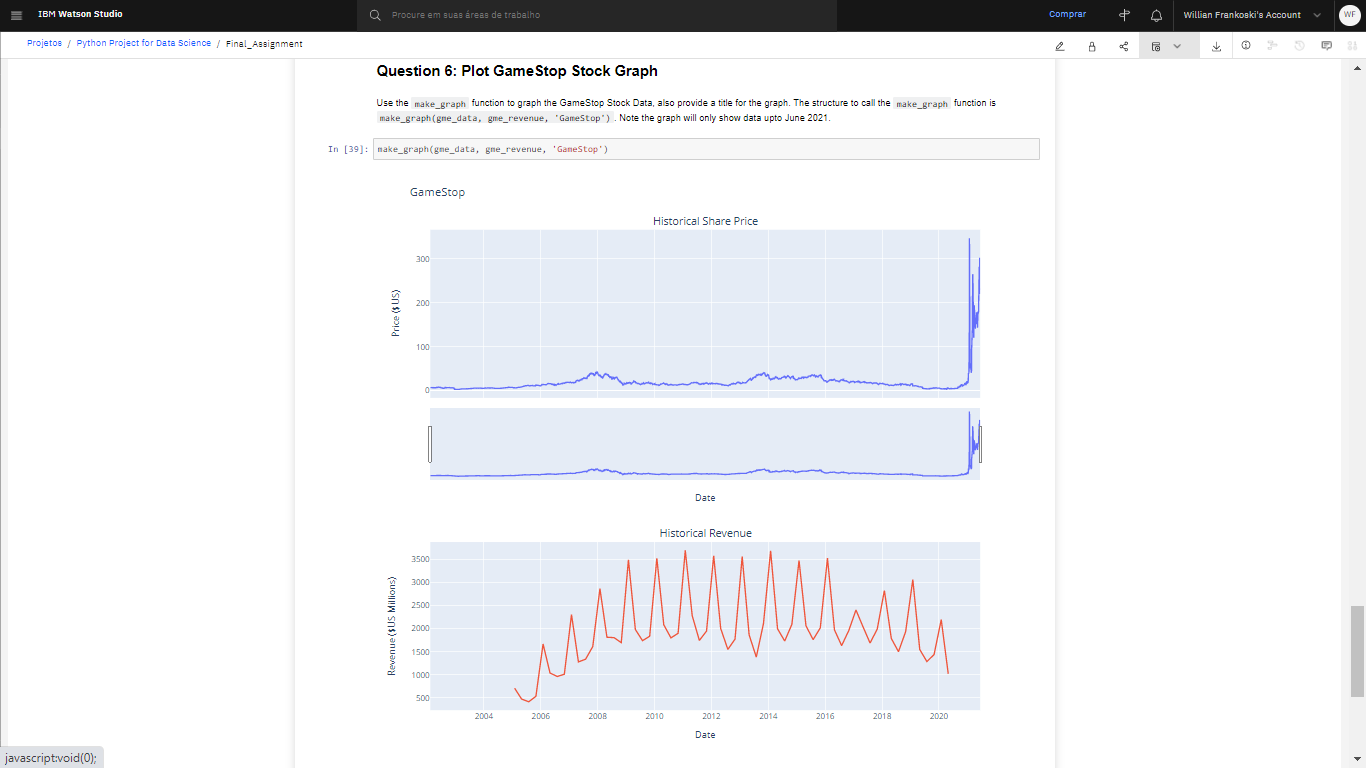 IBM Watson Studio
Procure em suas áreas de trabalho
Comprar
Willian Frankoski's Account
WF
Projetos / Python Project for Data Science / Final_Assignment
Question 6: Plot GameStop Stock Graph
Use the make_graph function to graph the GameStop Stock Data, also provide a title for the graph. The structure to call the make_graph function is
make_graph(gme_data, gme_revenue, 'GameStop') . Note the graph will only show data upto June 2021.
In [39]: make_graph(gme_data, gme_revenue, 'GameStop')
GameStop
Historical Share Price
Price ($US)
300
200
100
0
Date
Historical Revenue
Revenue ($US Millions)
3500
3000
2500
2000
1500
1000
500
2004 2006 2008 2010 2012 2014 2016 2018 2020
Date
javascript:void(0);